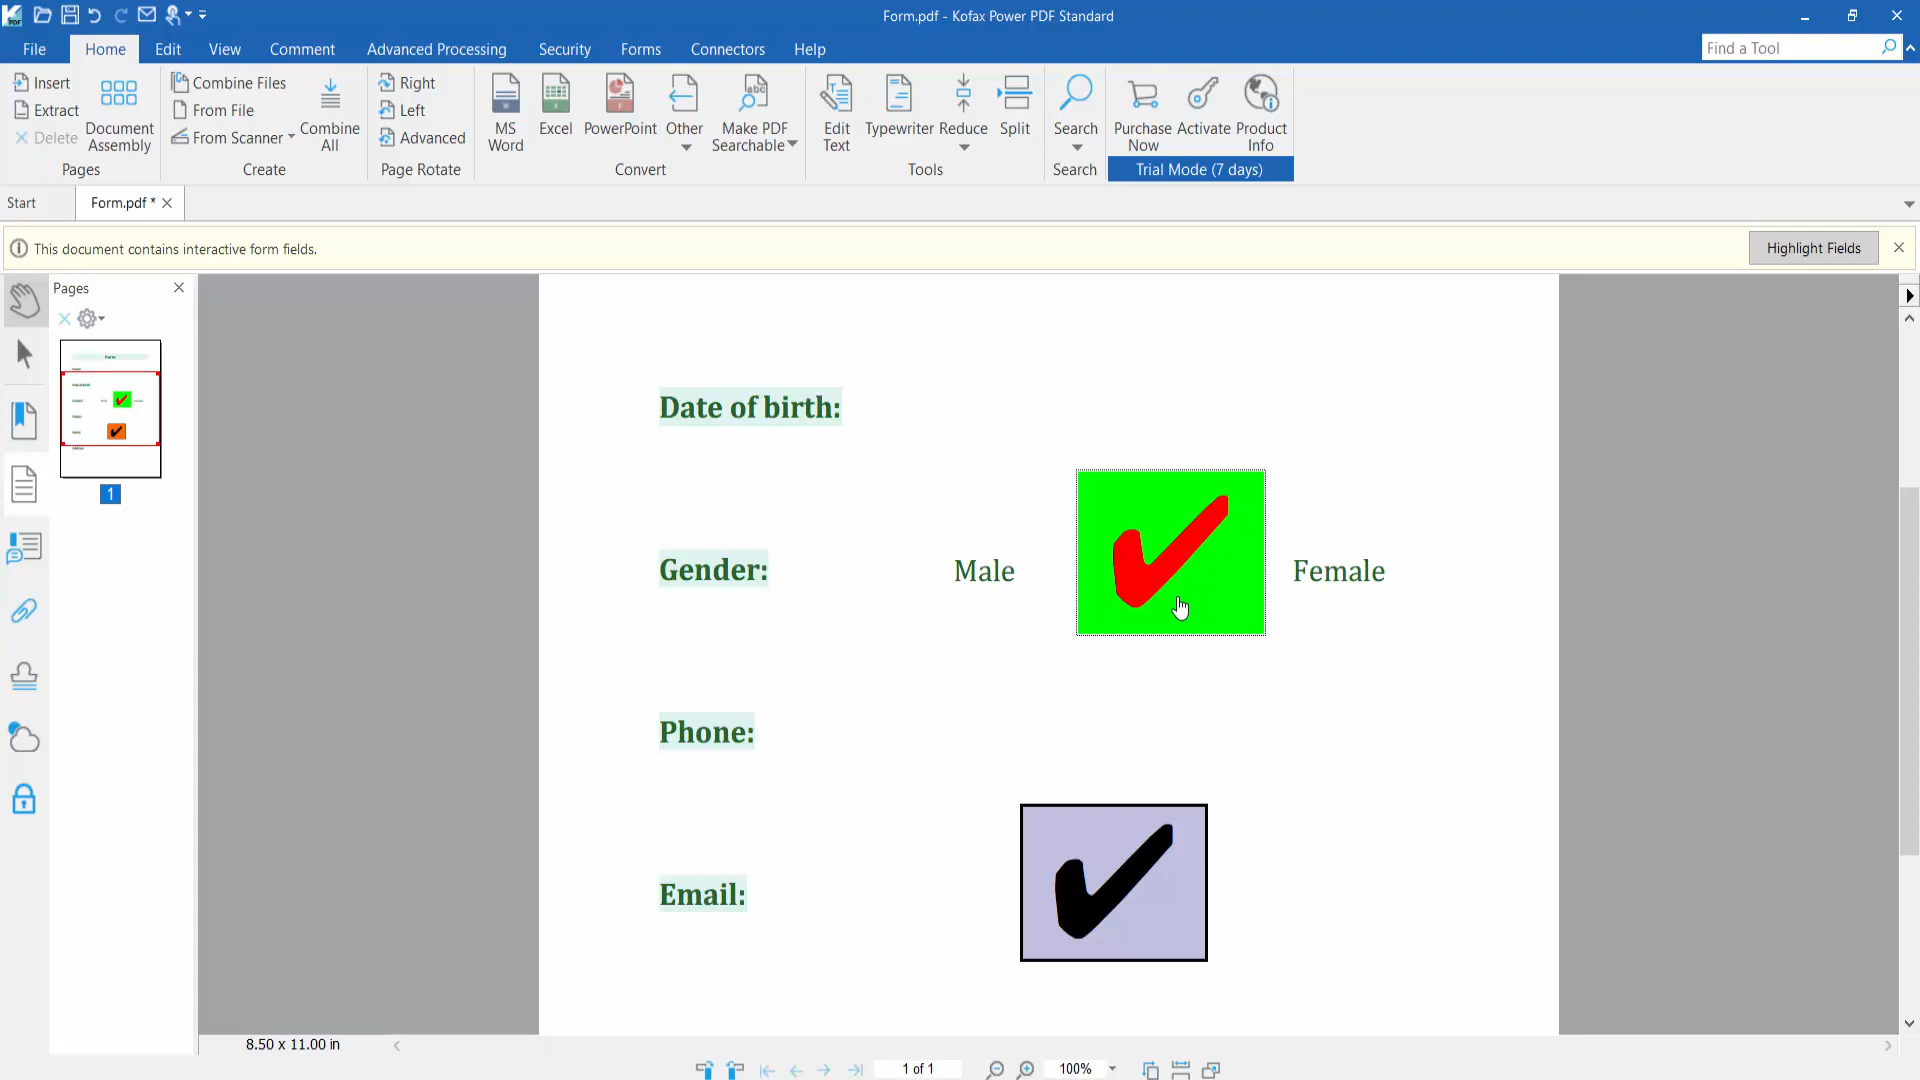 Form.pdf - Kofax Power PDF Standard
File Home Edit View Comment Advanced Processing Security Forms Connectors Help
Find a Tool
Insert
Extract
Delete
Document Assembly
Pages
Combine Files
From File
From Scanner
Combine All
Create
Right
Left
Advanced
Page Rotate
MS Word
Excel
PowerPoint
Other
Make PDF Searchable
Convert
Edit Text
Typewriter
Reduce
Split
Tools
Search
Search
Purchase Now
Activate
Product Info
Trial Mode (7 days)
Start
Form.pdf *
This document contains interactive form fields.
Highlight Fields
Pages
Form
1
Date of birth:
Gender: Male Female
Phone:
Email:
8.50 x 11.00 in
1 of 1
100%